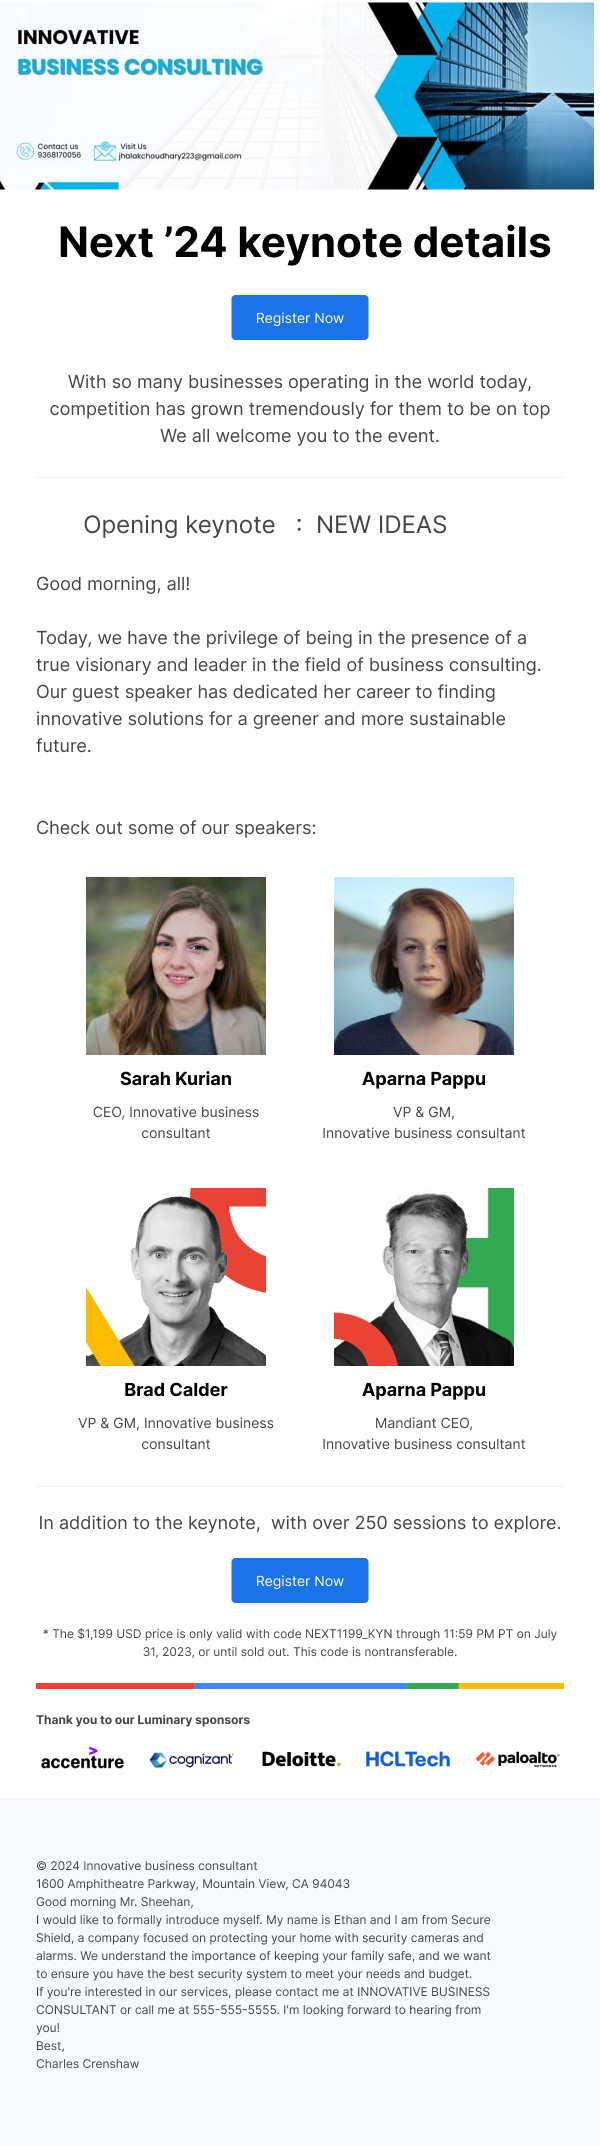 INNOVATIVE
BUSINESS CONSULTING
Contact us
9368170056
Visit Us
jhalakchoudhary223@gmail.com
Next ’24 keynote details
Register Now
With so many businesses operating in the world today,
competition has grown tremendously for them to be on top
We all welcome you to the event.
Opening keynote : NEW IDEAS
Good morning, all!
Today, we have the privilege of being in the presence of a
true visionary and leader in the field of business consulting.
Our guest speaker has dedicated her career to finding
innovative solutions for a greener and more sustainable
future.
Check out some of our speakers:
Sarah Kurian
CEO, Innovative business
consultant
Aparna Pappu
VP & GM,
Innovative business consultant
Brad Calder
VP & GM, Innovative business
consultant
Aparna Pappu
Mandiant CEO,
Innovative business consultant
In addition to the keynote, with over 250 sessions to explore.
Register Now
* The $1,199 USD price is only valid with code NEXT1199_KYN through 11:59 PM PT on July
31, 2023, or until sold out. This code is nontransferable.
Thank you to our Luminary sponsors
accenture
cognizant
Deloitte.
HCLTech
paloalto
NETWORKS
© 2024 Innovative business consultant
1600 Amphitheatre Parkway, Mountain View, CA 94043
Good morning Mr. Sheehan,
I would like to formally introduce myself. My name is Ethan and I am from Secure
Shield, a company focused on protecting your home with security cameras and
alarms. We understand the importance of keeping your family safe, and we want
to ensure you have the best security system to meet your needs and budget.
If you're interested in our services, please contact me at INNOVATIVE BUSINESS
CONSULTANT or call me at 555-555-5555. I'm looking forward to hearing from
you!
Best,
Charles Crenshaw